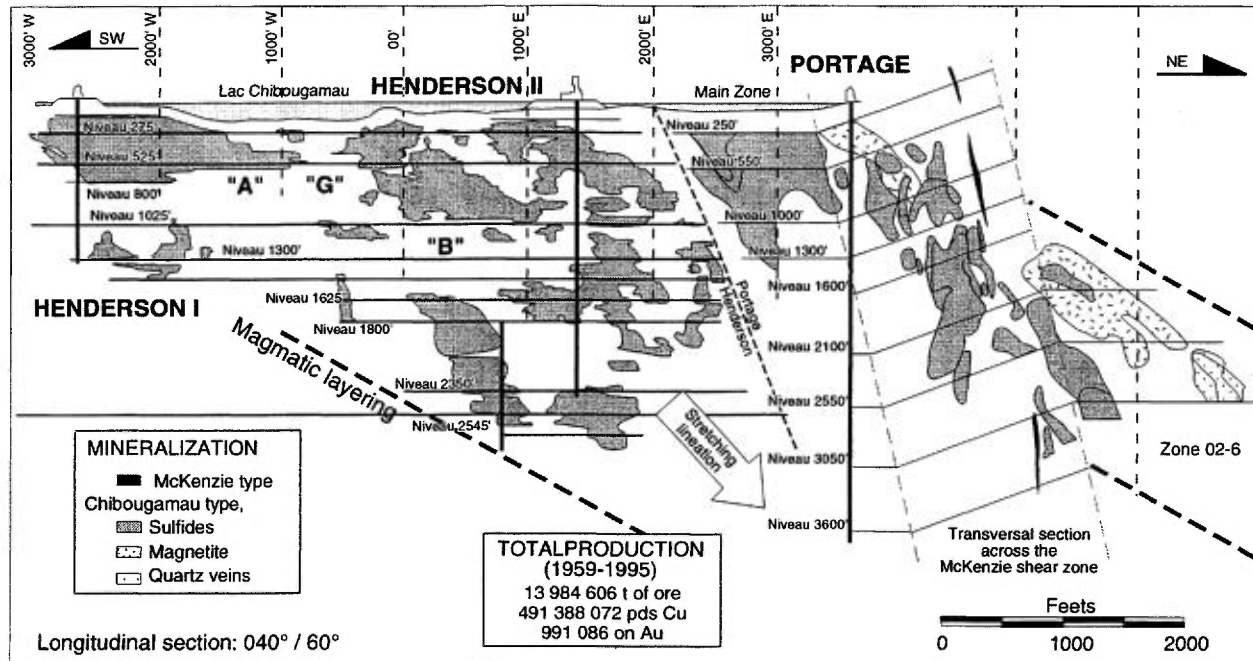 3000' W
2000' W
1000' W
00'
1000' E
2000' E
3000' E
SW
NE
HENDERSON II
PORTAGE
Lac Chibougamau
Main Zone
Niveau 275'
Niveau 525'
Niveau 800'
Niveau 1025'
Niveau 1300'
"A"
"G"
"B"
HENDERSON I
Niveau 1625'
Niveau 1800'
Niveau 2350'
Niveau 2545'
Magmatic layering
Niveau 250'
Niveau 550'
Niveau 1000'
Niveau 1300'
Niveau 1600'
Niveau 2100'
Niveau 2550'
Niveau 3050'
Niveau 3600'
Portage
Henderson
Stretching
lineation
Zone 02-6
Transversal section
across the
McKenzie shear zone
MINERALIZATION
McKenzie type
Chibougamau type,
Sulfides
Magnetite
Quartz veins
TOTALPRODUCTION
(1959-1995)
13 984 606 t of ore
491 388 072 pds Cu
991 086 on Au
Longitudinal section: 040° / 60°
Feets
0 1000 2000